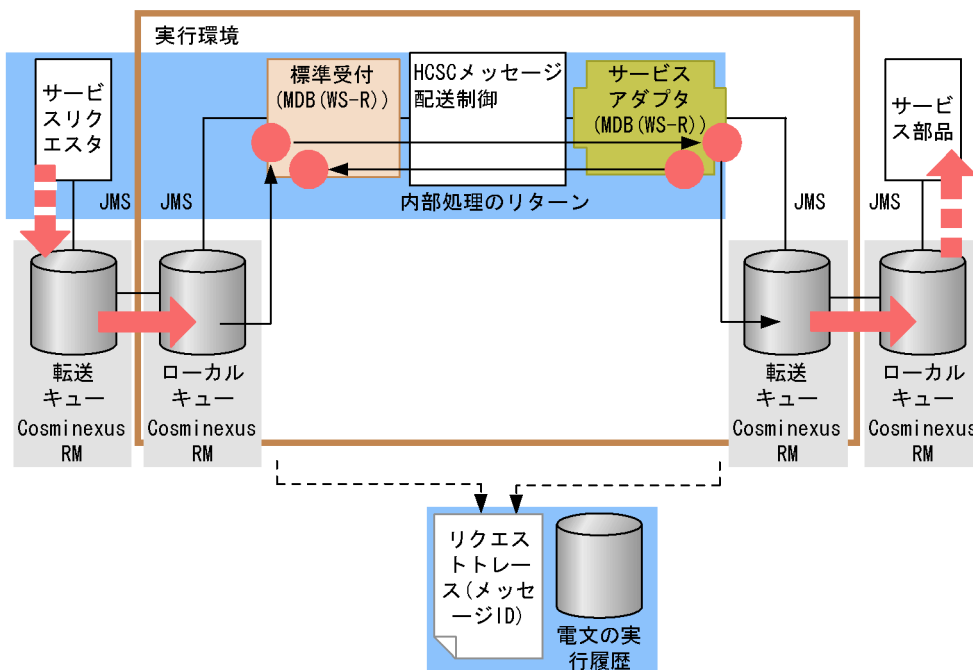 実行環境
サービ
スリク
エスタ
標準受付
(MDB(WS-R))
HCSCメッセージ
配送制御
サービス
アダプタ
(MDB(WS-R))
サービ
ス部品
JMS
JMS
内部処理のリターン
JMS
JMS
転送
キュー
Cosminexus
RM
ローカル
キュー
Cosminexus
RM
転送
キュー
Cosminexus
RM
ローカル
キュー
Cosminexus
RM
リクエス
トトレー
ス(メッセ
ージID)
電文の実
行履歴